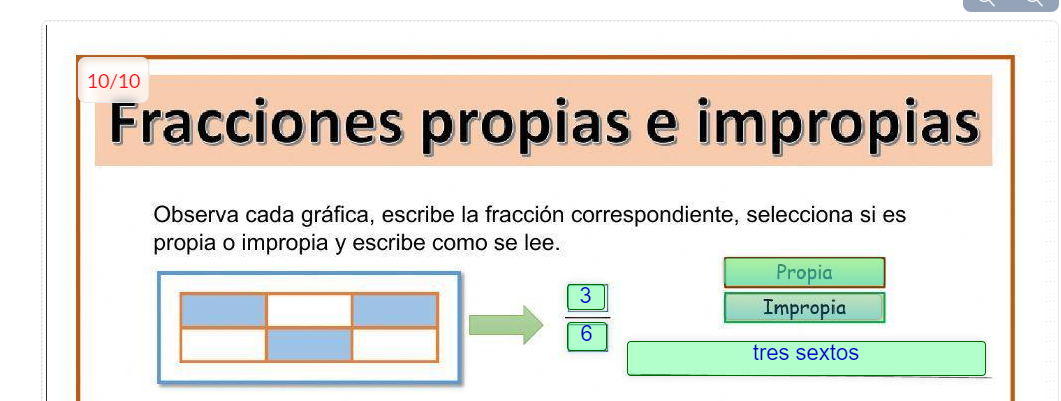 10/10
Fracciones propias e impropias
Observa cada gráfica, escribe la fracción correspondiente, selecciona si es
propia o impropia y escribe como se lee.
Propia
3
Impropia
6
tres sextos